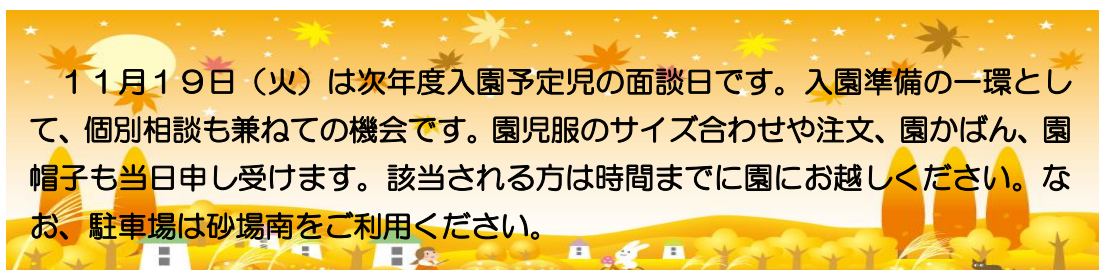 １１月１９日（火）は次年度入園予定児の面談日です。入園準備の一環とし
て、個別相談も兼ねての機会です。園児服のサイズ合わせや注文、園かばん、園
帽子も当日申し受けます。該当される方は時間までに園にお越しください。な
お、駐車場は砂場南をご利用ください。